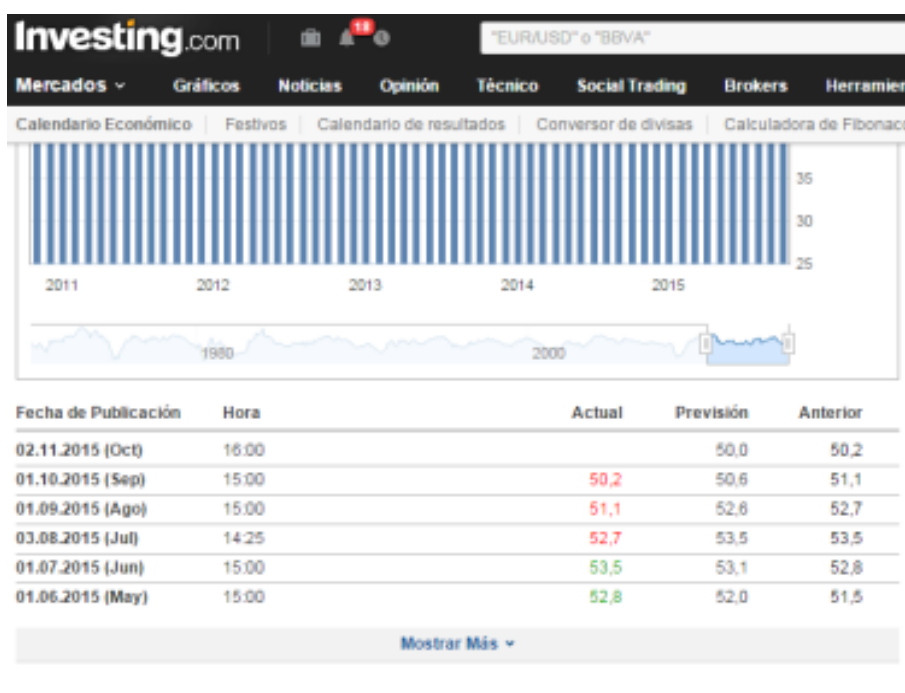 Investing.com 18 "EUR/USD" o "BBVA"
Mercados Gráficos Noticias Opinión Técnico Social Trading Brokers Herramier
Calendario Económico Festivos Calendario de resultados Conversor de divisas Calculadora de Fibonacc
35
30
25
2011 2012 2013 2014 2015
1980 2000
Fecha de Publicación Hora Actual Previsión Anterior
02.11.2015 (Oct) 16:00 50,0 50,2
01.10.2015 (Sep) 15:00 50,2 50,6 51,1
01.09.2015 (Ago) 15:00 51,1 52,6 52,7
03.08.2015 (Jul) 14:25 52,7 53,5 53,5
01.07.2015 (Jun) 15:00 53,5 53,1 52,8
01.06.2015 (May) 15:00 52,8 52,0 51,5
Mostrar Más